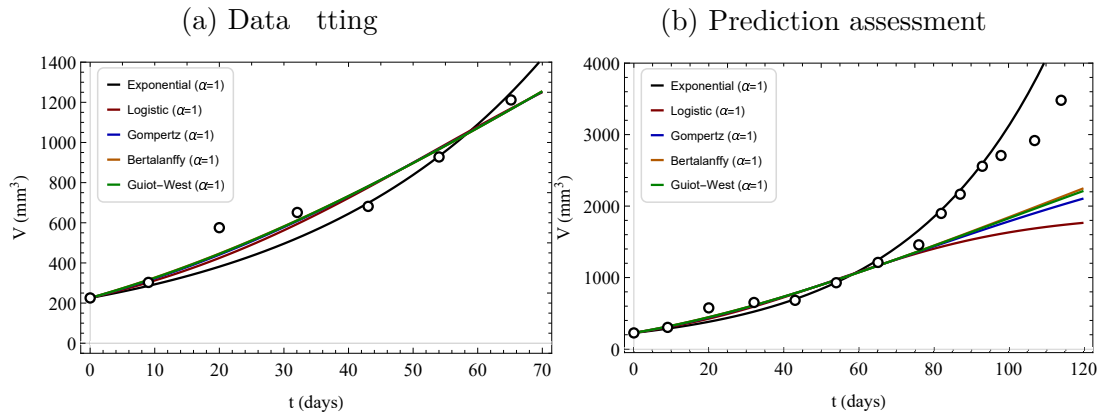 (a) Data tting
1400
1200
1000
800
600
400
200
0
V (mm³)
Exponential (α=1)
Logistic (α=1)
Gompertz (α=1)
Bertalanffy (α=1)
Guiot–West (α=1)
0 10 20 30 40 50 60 70
t (days)
(b) Prediction assessment
4000
3000
2000
1000
0
V (mm³)
Exponential (α=1)
Logistic (α=1)
Gompertz (α=1)
Bertalanffy (α=1)
Guiot–West (α=1)
0 20 40 60 80 100 120
t (days)